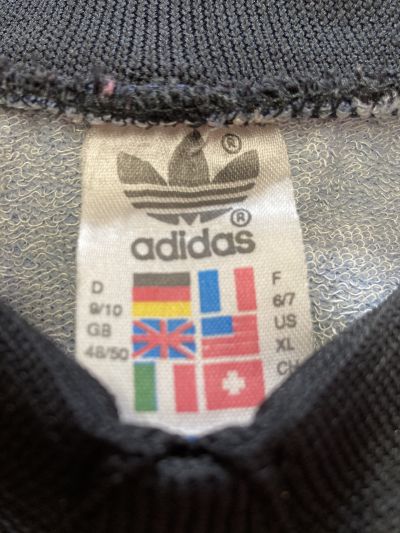 ®
®
adidas
D F
9/10 6/7
GB US
48/50 XL
CH